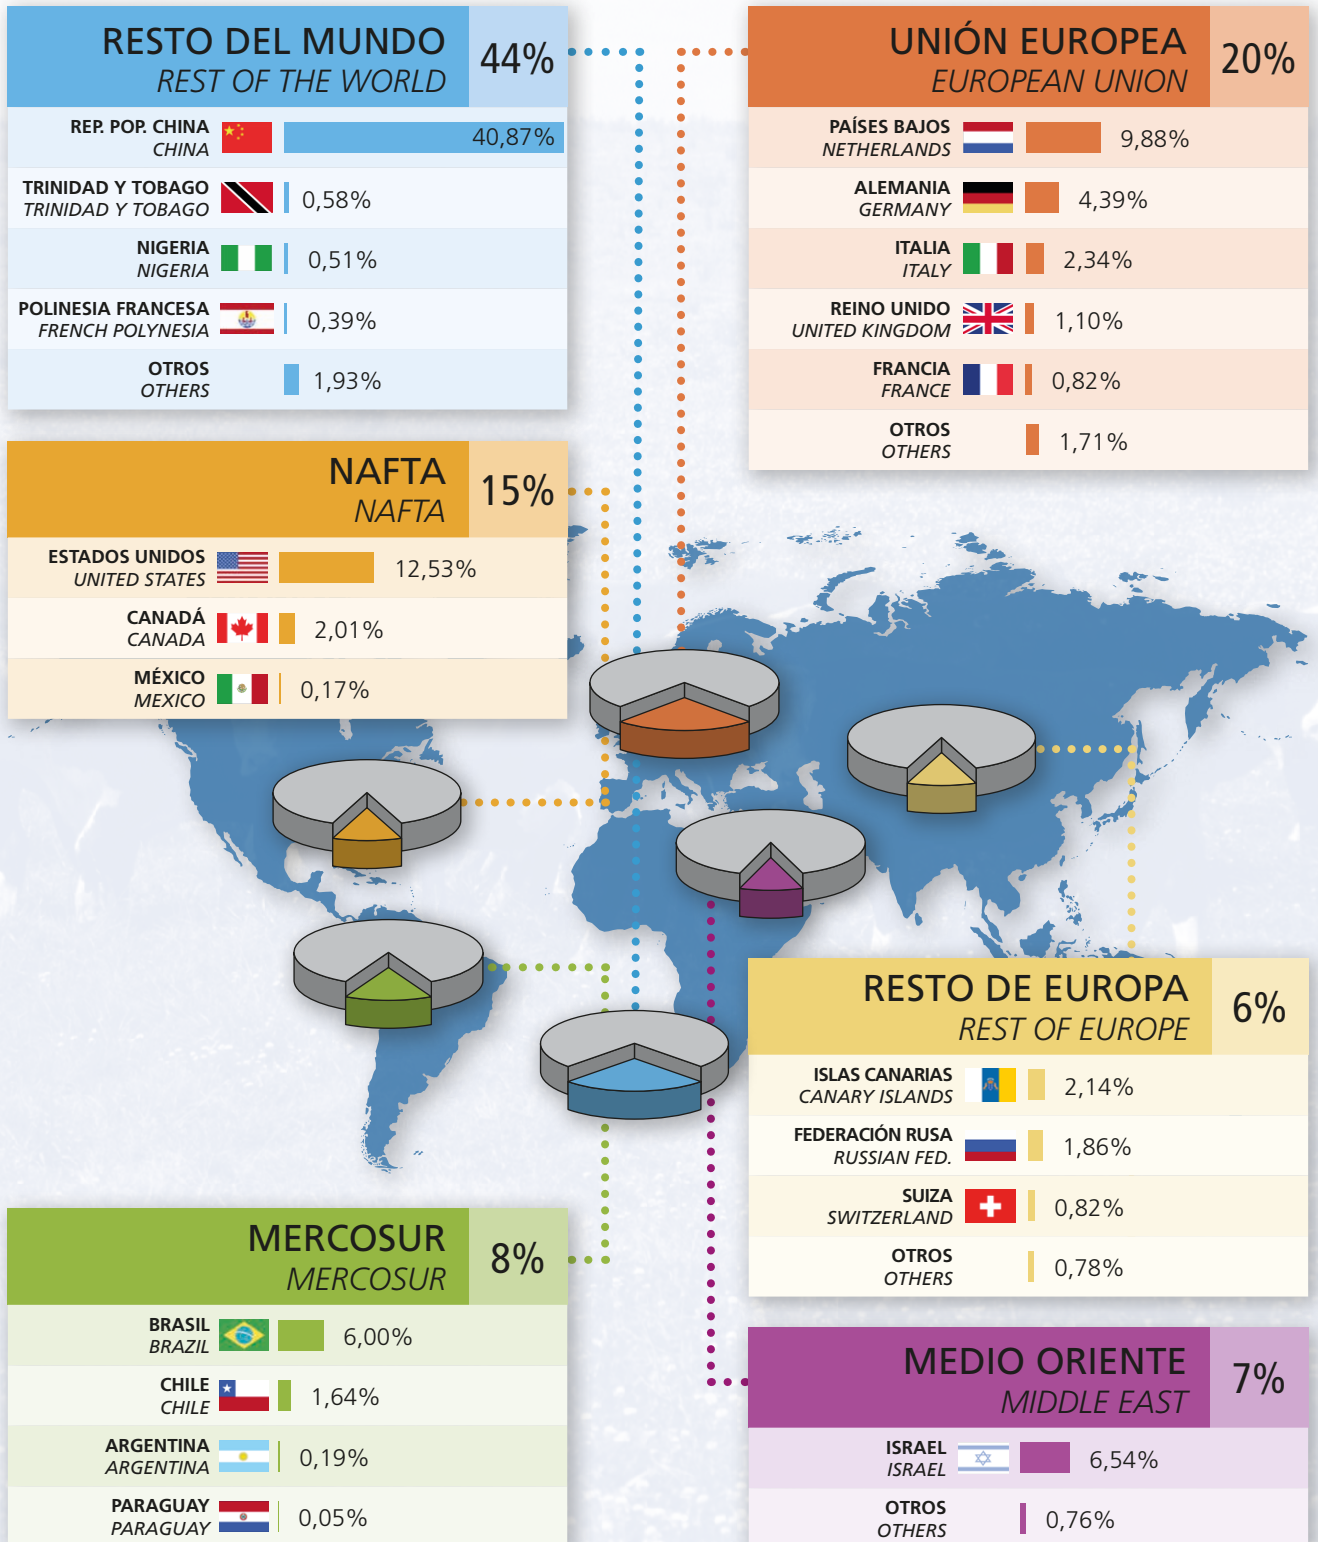 RESTO DEL MUNDO
REST OF THE WORLD
44%
REP. POP. CHINA
CHINA
40,87%
TRINIDAD Y TOBAGO
TRINIDAD Y TOBAGO
0,58%
NIGERIA
NIGERIA
0,51%
POLINESIA FRANCESA
FRENCH POLYNESIA
0,39%
OTROS
OTHERS
1,93%
UNIÓN EUROPEA
EUROPEAN UNION
20%
PAÍSES BAJOS
NETHERLANDS
9,88%
ALEMANIA
GERMANY
4,39%
ITALIA
ITALY
2,34%
REINO UNIDO
UNITED KINGDOM
1,10%
FRANCIA
FRANCE
0,82%
OTROS
OTHERS
1,71%
NAFTA
NAFTA
15%
ESTADOS UNIDOS
UNITED STATES
12,53%
CANADÁ
CANADA
2,01%
MÉXICO
MEXICO
0,17%
RESTO DE EUROPA
REST OF EUROPE
6%
ISLAS CANARIAS
CANARY ISLANDS
2,14%
FEDERACIÓN RUSA
RUSSIAN FED.
1,86%
SUIZA
SWITZERLAND
0,82%
OTROS
OTHERS
0,78%
MERCOSUR
MERCOSUR
8%
BRASIL
BRAZIL
6,00%
CHILE
CHILE
1,64%
ARGENTINA
ARGENTINA
0,19%
PARAGUAY
PARAGUAY
0,05%
MEDIO ORIENTE
MIDDLE EAST
7%
ISRAEL
ISRAEL
6,54%
OTROS
OTHERS
0,76%